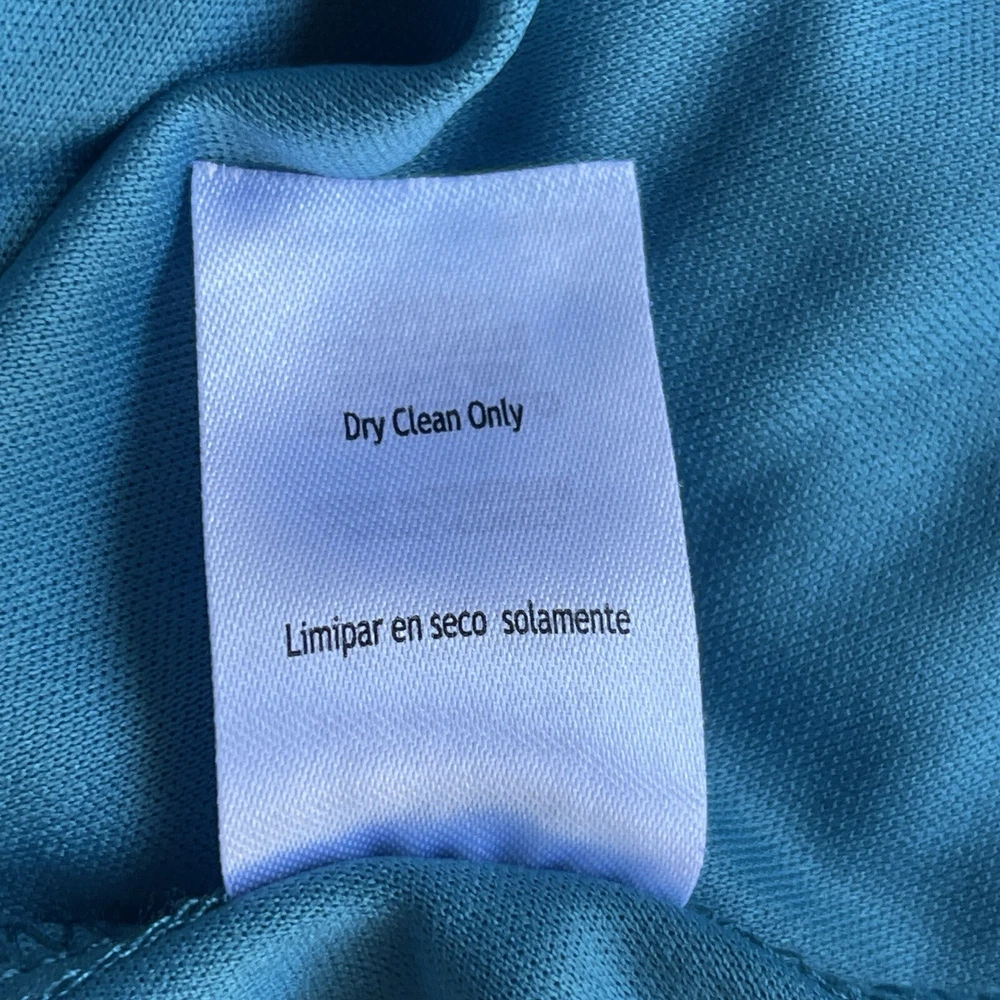 Dry Clean Only
Limipar en seco solamente